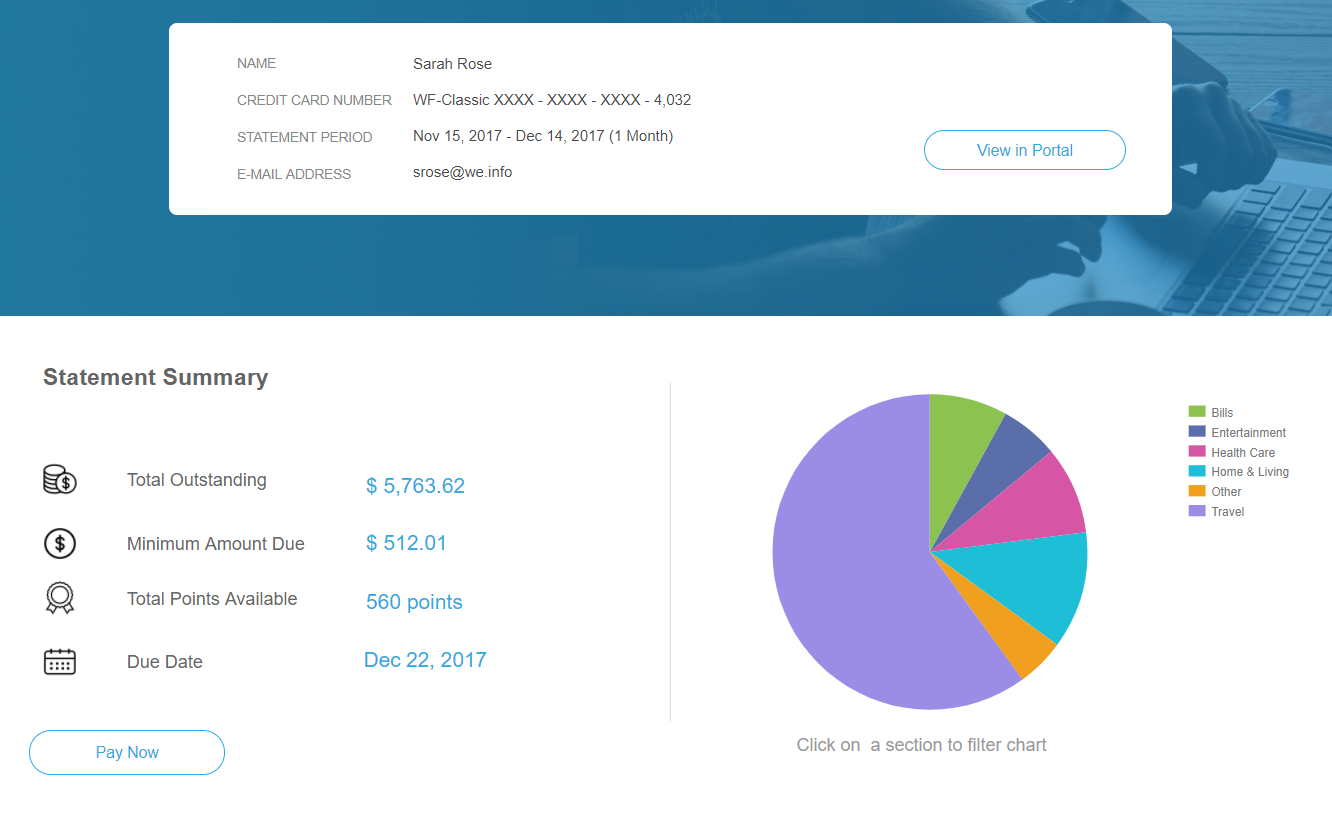 NAME Sarah Rose
CREDIT CARD NUMBER WF-Classic XXXX - XXXX - XXXX - 4,032
STATEMENT PERIOD Nov 15, 2017 - Dec 14, 2017 (1 Month)
E-MAIL ADDRESS srose@we.info
View in Portal
Statement Summary
Total Outstanding $ 5,763.62
Minimum Amount Due $ 512.01
Total Points Available 560 points
Due Date Dec 22, 2017
Pay Now
Bills
Entertainment
Health Care
Home & Living
Other
Travel
Click on  a section to filter chart